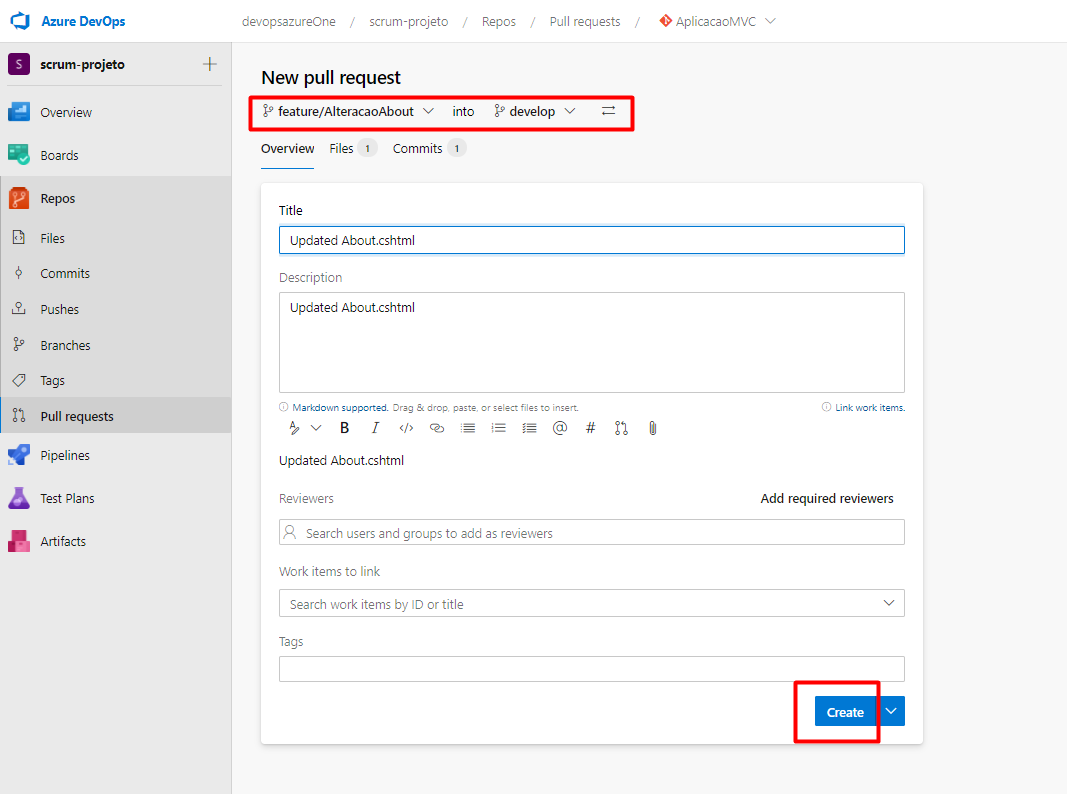 Azure DevOps
devopsazureOne / scrum-projeto / Repos / Pull requests / AplicacaoMVC
S scrum-projeto
Overview
Boards
Repos
Files
Commits
Pushes
Branches
Tags
Pull requests
Pipelines
Test Plans
Artifacts
New pull request
feature/AlteracaoAbout into develop
Overview Files 1 Commits 1
Title
Updated About.cshtml
Description
Updated About.cshtml
Markdown supported. Drag & drop, paste, or select files to insert. Link work items.
B I </> @ #
Updated About.cshtml
Reviewers Add required reviewers
Search users and groups to add as reviewers
Work items to link
Search work items by ID or title
Tags
Create